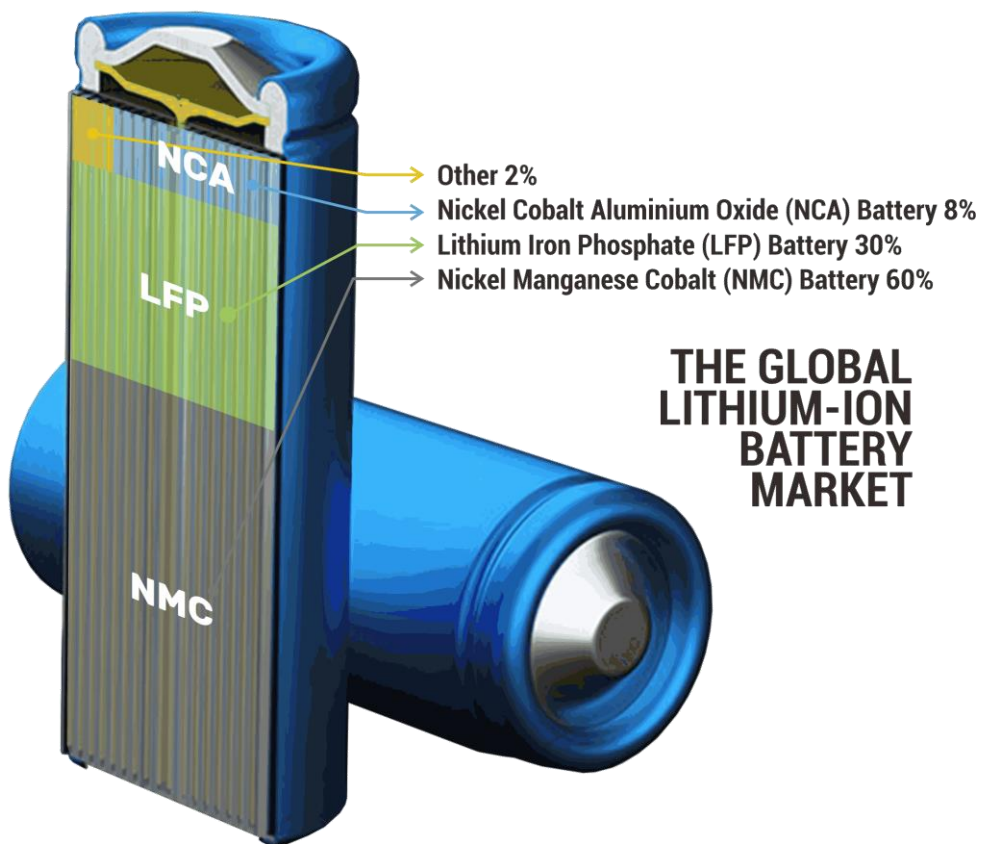 NCA
Other 2%
Nickel Cobalt Aluminium Oxide (NCA) Battery 8%
Lithium Iron Phosphate (LFP) Battery 30%
Nickel Manganese Cobalt (NMC) Battery 60%
LFP
THE GLOBAL
LITHIUM-ION
BATTERY
MARKET
NMC